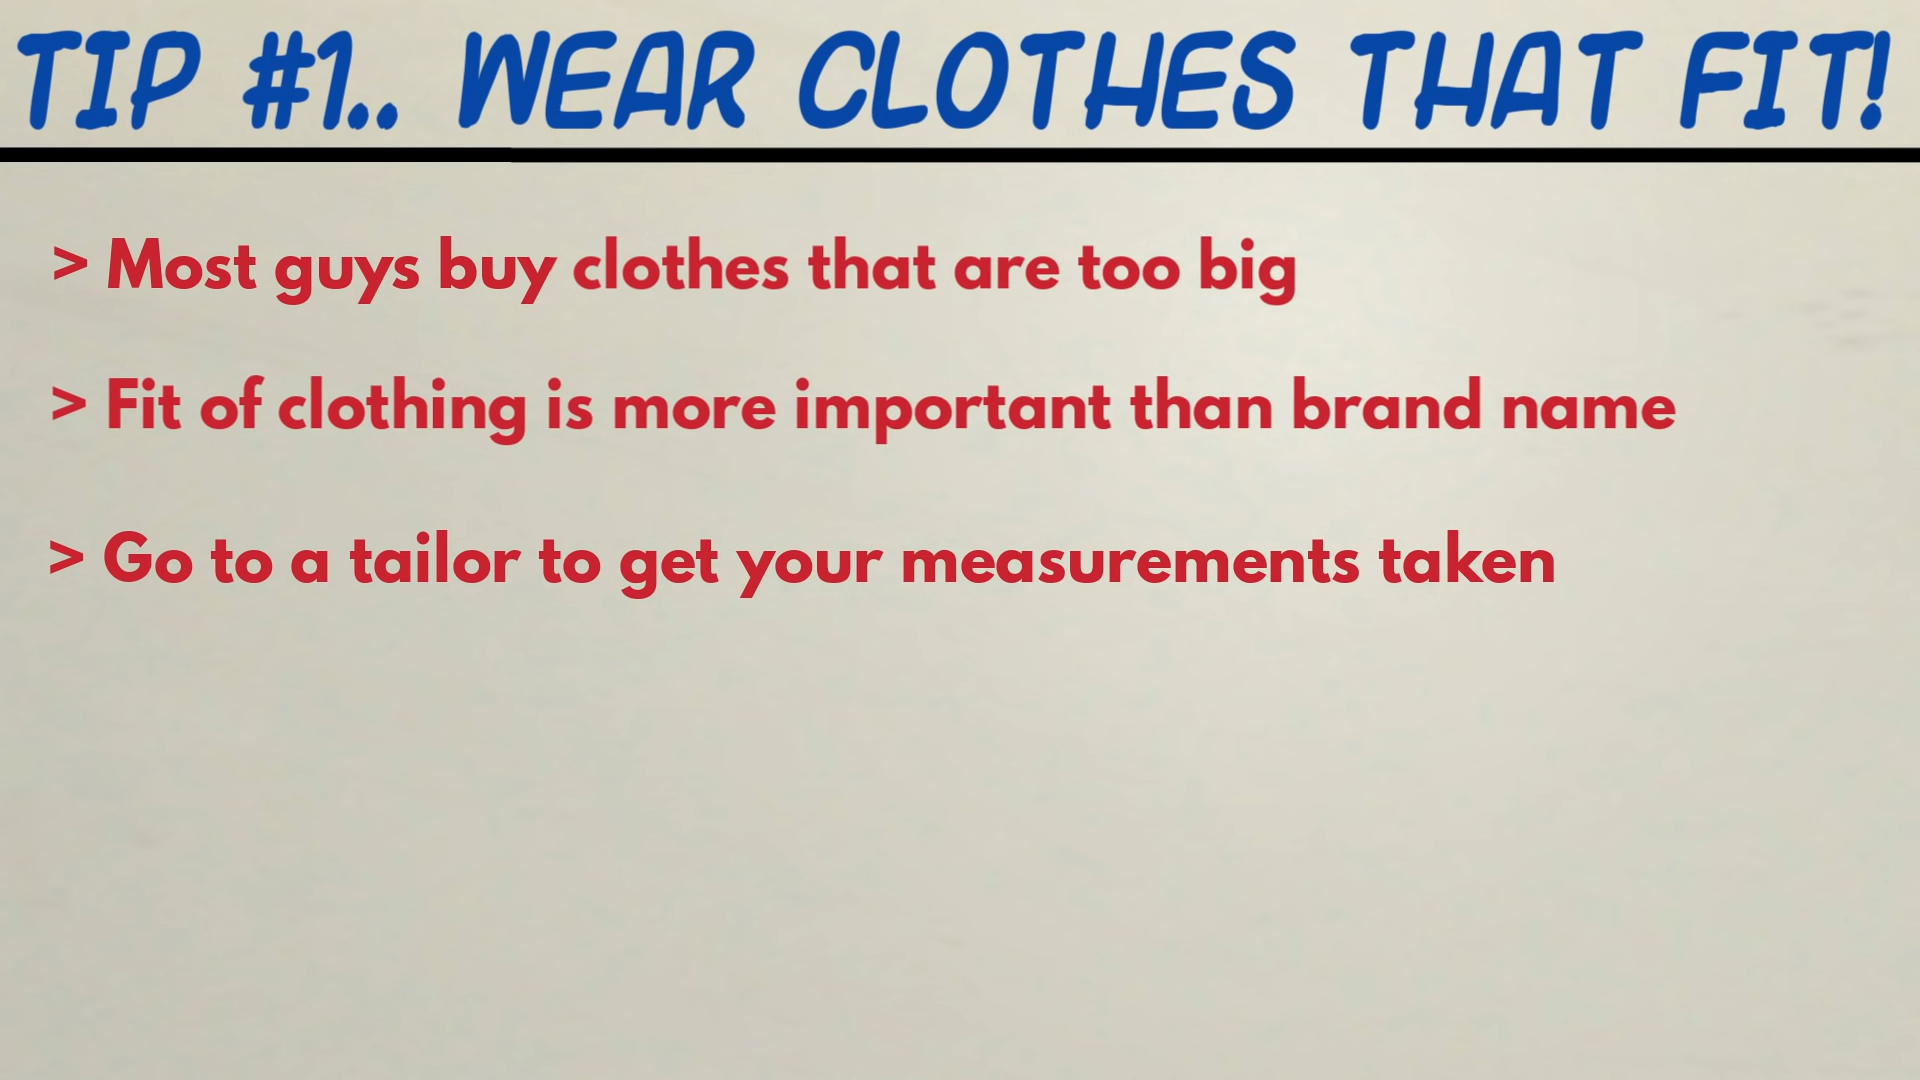 TIP #1.. WEAR CLOTHES THAT FIT!
> Most guys buy clothes that are too big
> Fit of clothing is more important than brand name
> Go to a tailor to get your measurements taken